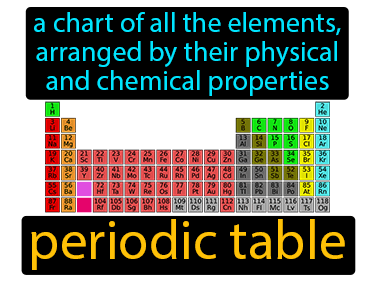 a chart of all the elements,
arranged by their physical
and chemical properties
1 2
H He
3 4 5 6 7 8 9 10
Li Be B C N O F Ne
11 12 13 14 15 16 17 18
Na Mg Al Si P S Cl Ar
19 20 21 22 23 24 25 26 27 28 29 30 31 32 33 34 35 36
K Ca Sc Ti V Cr Mn Fe Co Ni Cu Zn Ga Ge As Se Br Kr
37 38 39 40 41 42 43 44 45 46 47 48 49 50 51 52 53 54
Rb Sr Y Zr Nb Mo Tc Ru Rh Pd Ag Cd In Sn Sb Te I Xe
55 56 72 73 74 75 76 77 78 79 80 81 82 83 84 85 86
Cs Ba Hf Ta W Re Os Ir Pt Au Hg Tl Pb Bi Po At Rn
87 88 104 105 106 107 108 109 110 111 112 113 114 115 116 117 118
Fr Ra Rf Db Sg Bh Hs Mt Ds Rg Cn Nh Fl Mc Lv Ts Og
periodic table